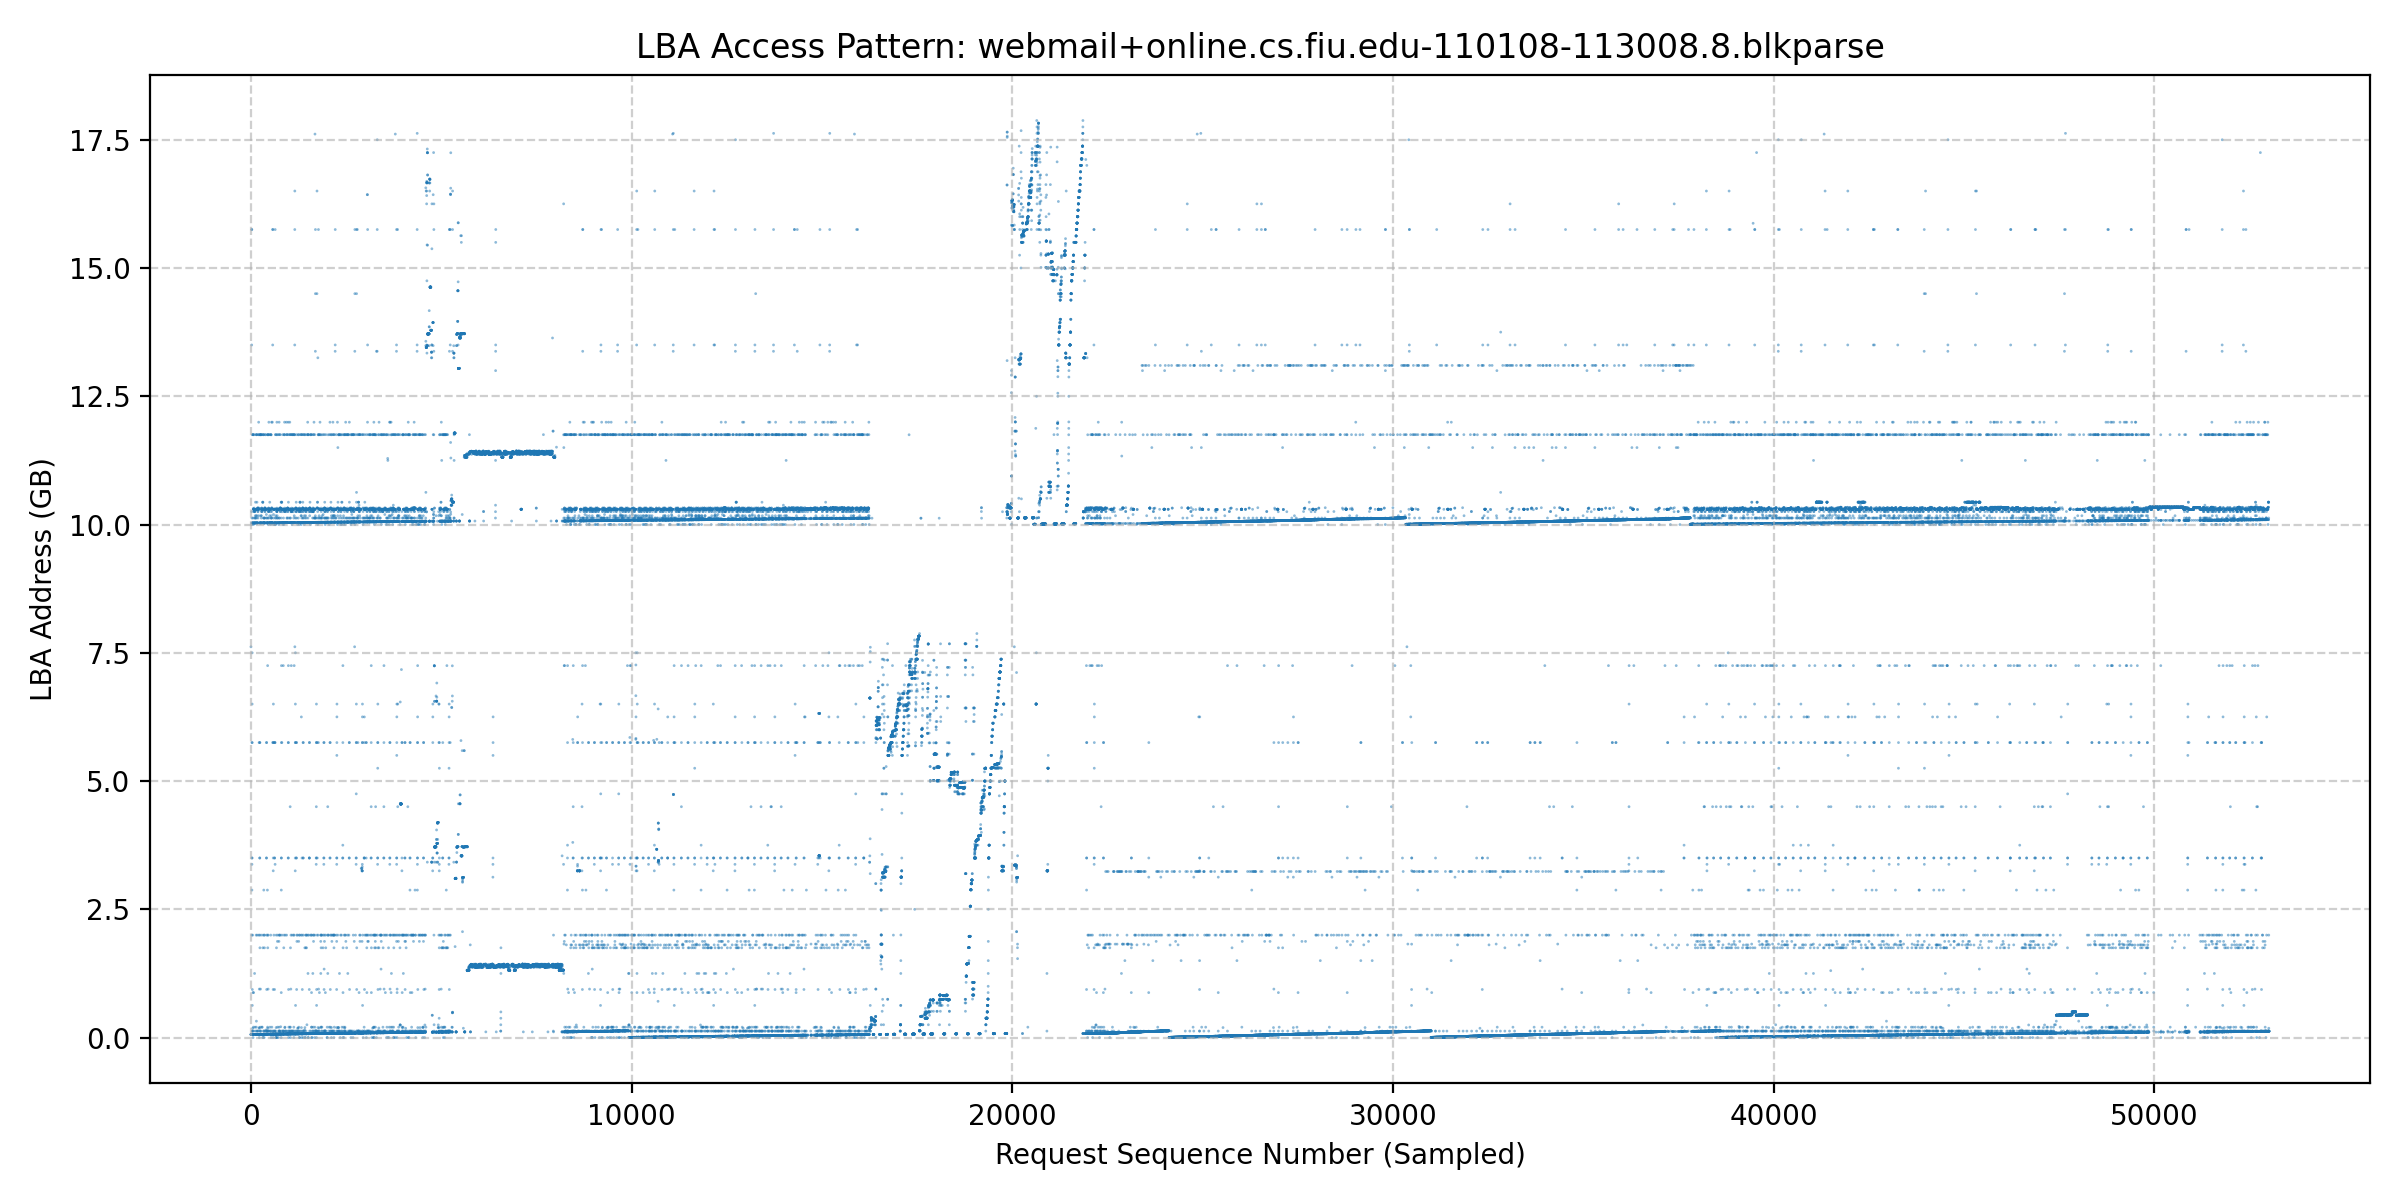 LBA Access Pattern: webmail+online.cs.fiu.edu-110108-113008.8.blkparse
LBA Address (GB)
17.5
15.0
12.5
10.0
7.5
5.0
2.5
0.0
0 10000 20000 30000 40000 50000
Request Sequence Number (Sampled)